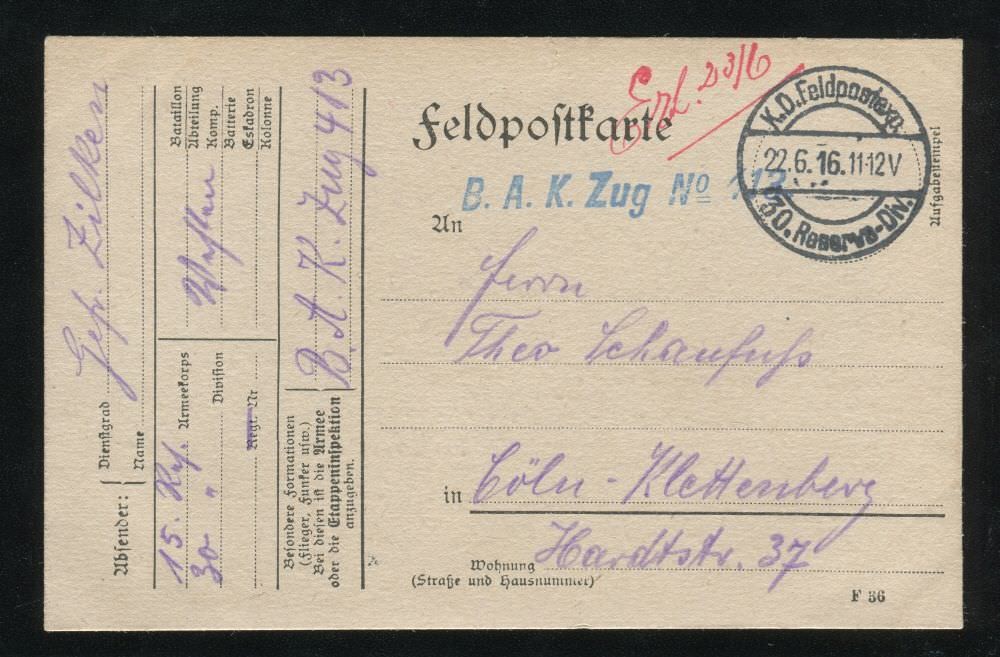 Absender:
Dienstgrad
Name
Gefr. Zilken
Bataillon
Abteilung
Komp.
Batterie
Eskadron
Kolonne
15. Armeekorps
30. " Division
Regt. Nr
Besondere Formationen
(Flieger, Funker usw.)
Bei diesen ist die Armee
oder die Etappeninspektion
anzugeben.
B. A. K. Zug 413
Feldpostkarte
Erl. 23/6
K.D. Feldpostexp.
22.6.16.11-12V
30. Reserve-Div.
Aufgabestempel
B. A. K. Zug No
An
Herrn
Theo Schaufuß
in Cöln-Klettenberg
Hardtstr. 37
Wohnung
(Straße und Hausnummer)
F 36